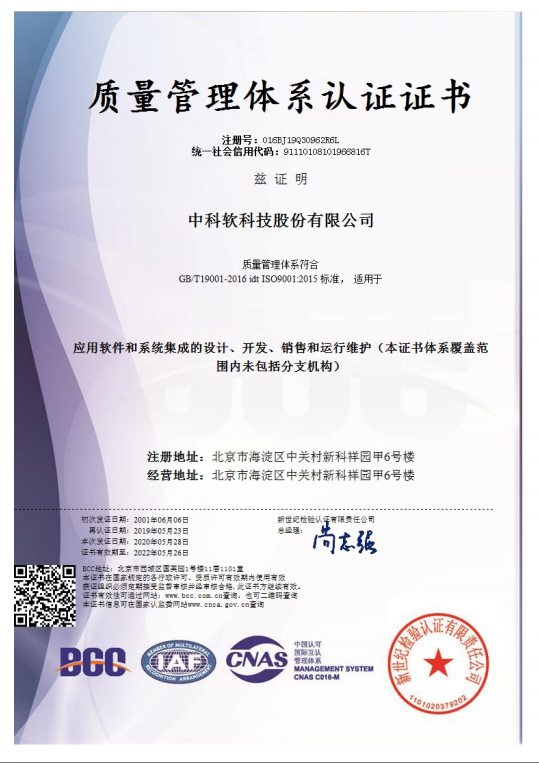 质量管理体系认证证书
注册号：016BJ19Q30962R6L
统一社会信用代码：91110108101966816T
兹 证 明
中科软科技股份有限公司
质量管理体系符合
GB/T19001-2016 idt ISO9001:2015 标准， 适用于
应用软件和系统集成的设计、开发、销售和运行维护（本证书体系覆盖范
围内未包括分支机构）
注册地址：北京市海淀区中关村新科祥园甲6号楼
经营地址：北京市海淀区中关村新科祥园甲6号楼
初次发证日期：2001年06月06日
再认证日期：2019年05月23日
本次发证日期：2020年05月28日
证书有效期至：2022年05月26日
新世纪检验认证有限责任公司
总经理：
尚志强
BCC地址：北京市西城区国英园1号楼11层1101室
本证书在国家规定的各行政许可、资质许可有效期内使用有效
获证组织必须定期接受监督审核并经审核合格，此证书方继续有效。
证书有效性可通过网站：www.bcc.com.cn查询，也可二维码查询
本证书信息可在国家认监委网站www.cnca.gov.cn查询
BCC
MEMBER OF MULTILATERAL
IAF
RECOGNITION ARRANGEMENT
CNAS
中国认可
国际互认
管理体系
MANAGEMENT SYSTEM
CNAS C016-M
新世纪检验认证有限责任公司
1101020379202